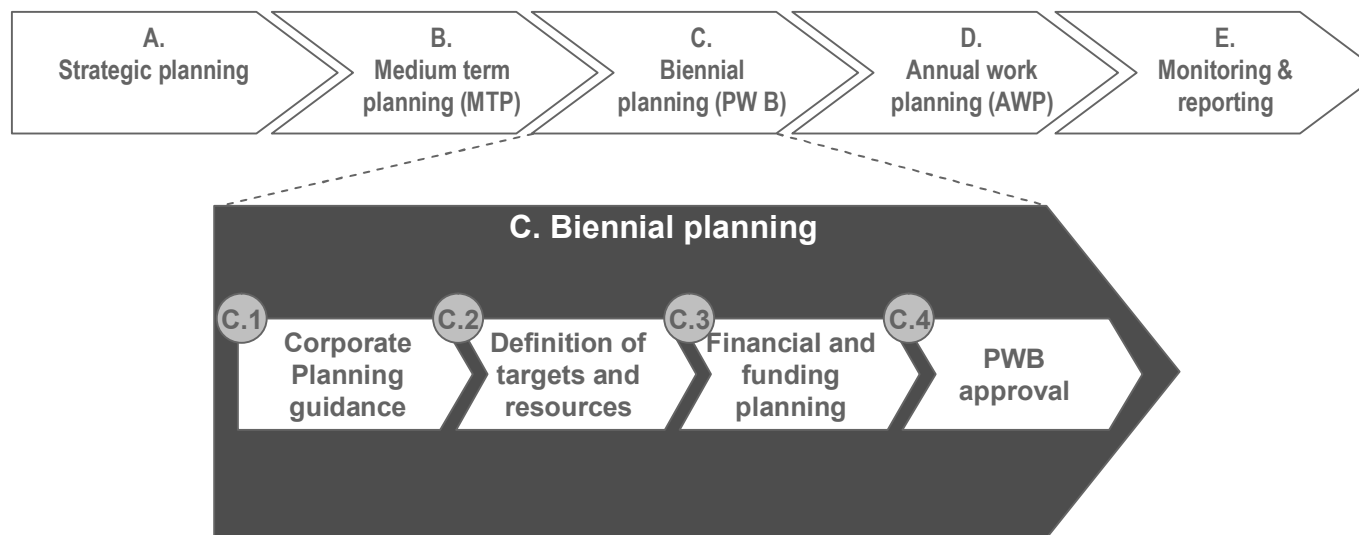 A.
Strategic planning
B.
Medium term
planning (MTP)
C.
Biennial
planning (PW B)
D.
Annual work
planning (AWP)
E.
Monitoring &
reporting
C. Biennial planning
C.1
Corporate
Planning
guidance
C.2
Definition of
targets and
resources
C.3
Financial and
funding
planning
C.4
PWB
approval